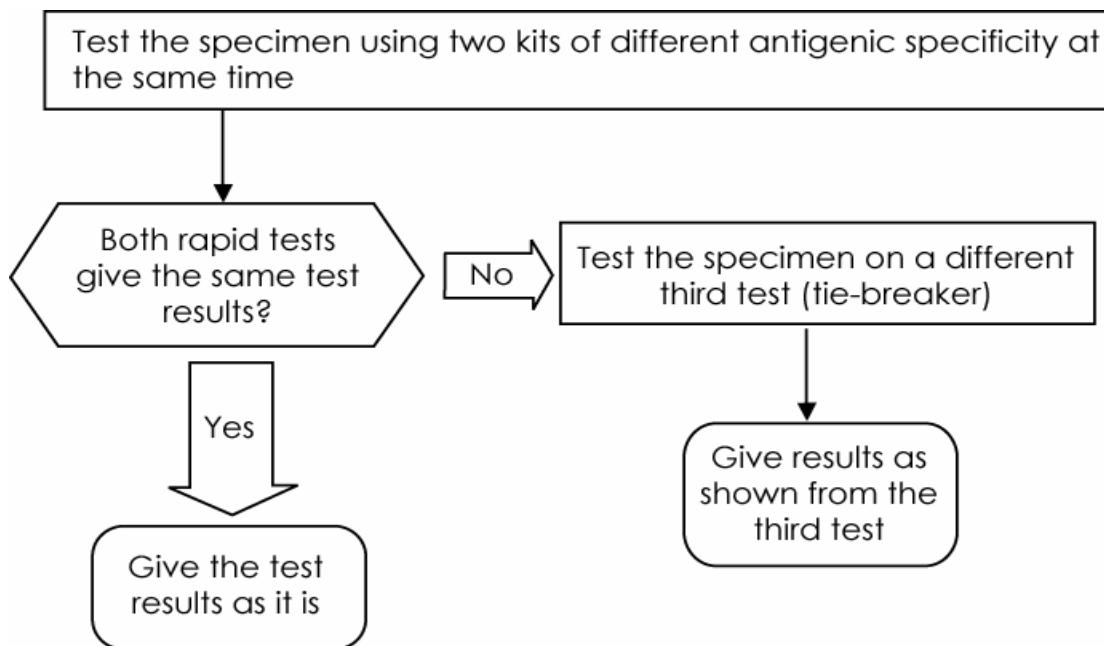 Test the specimen using two kits of different antigenic specificity at
the same time
Both rapid tests
give the same test
results?
No
Test the specimen on a different
third test (tie-breaker)
Yes
Give results as
shown from the
third test
Give the test
results as it is